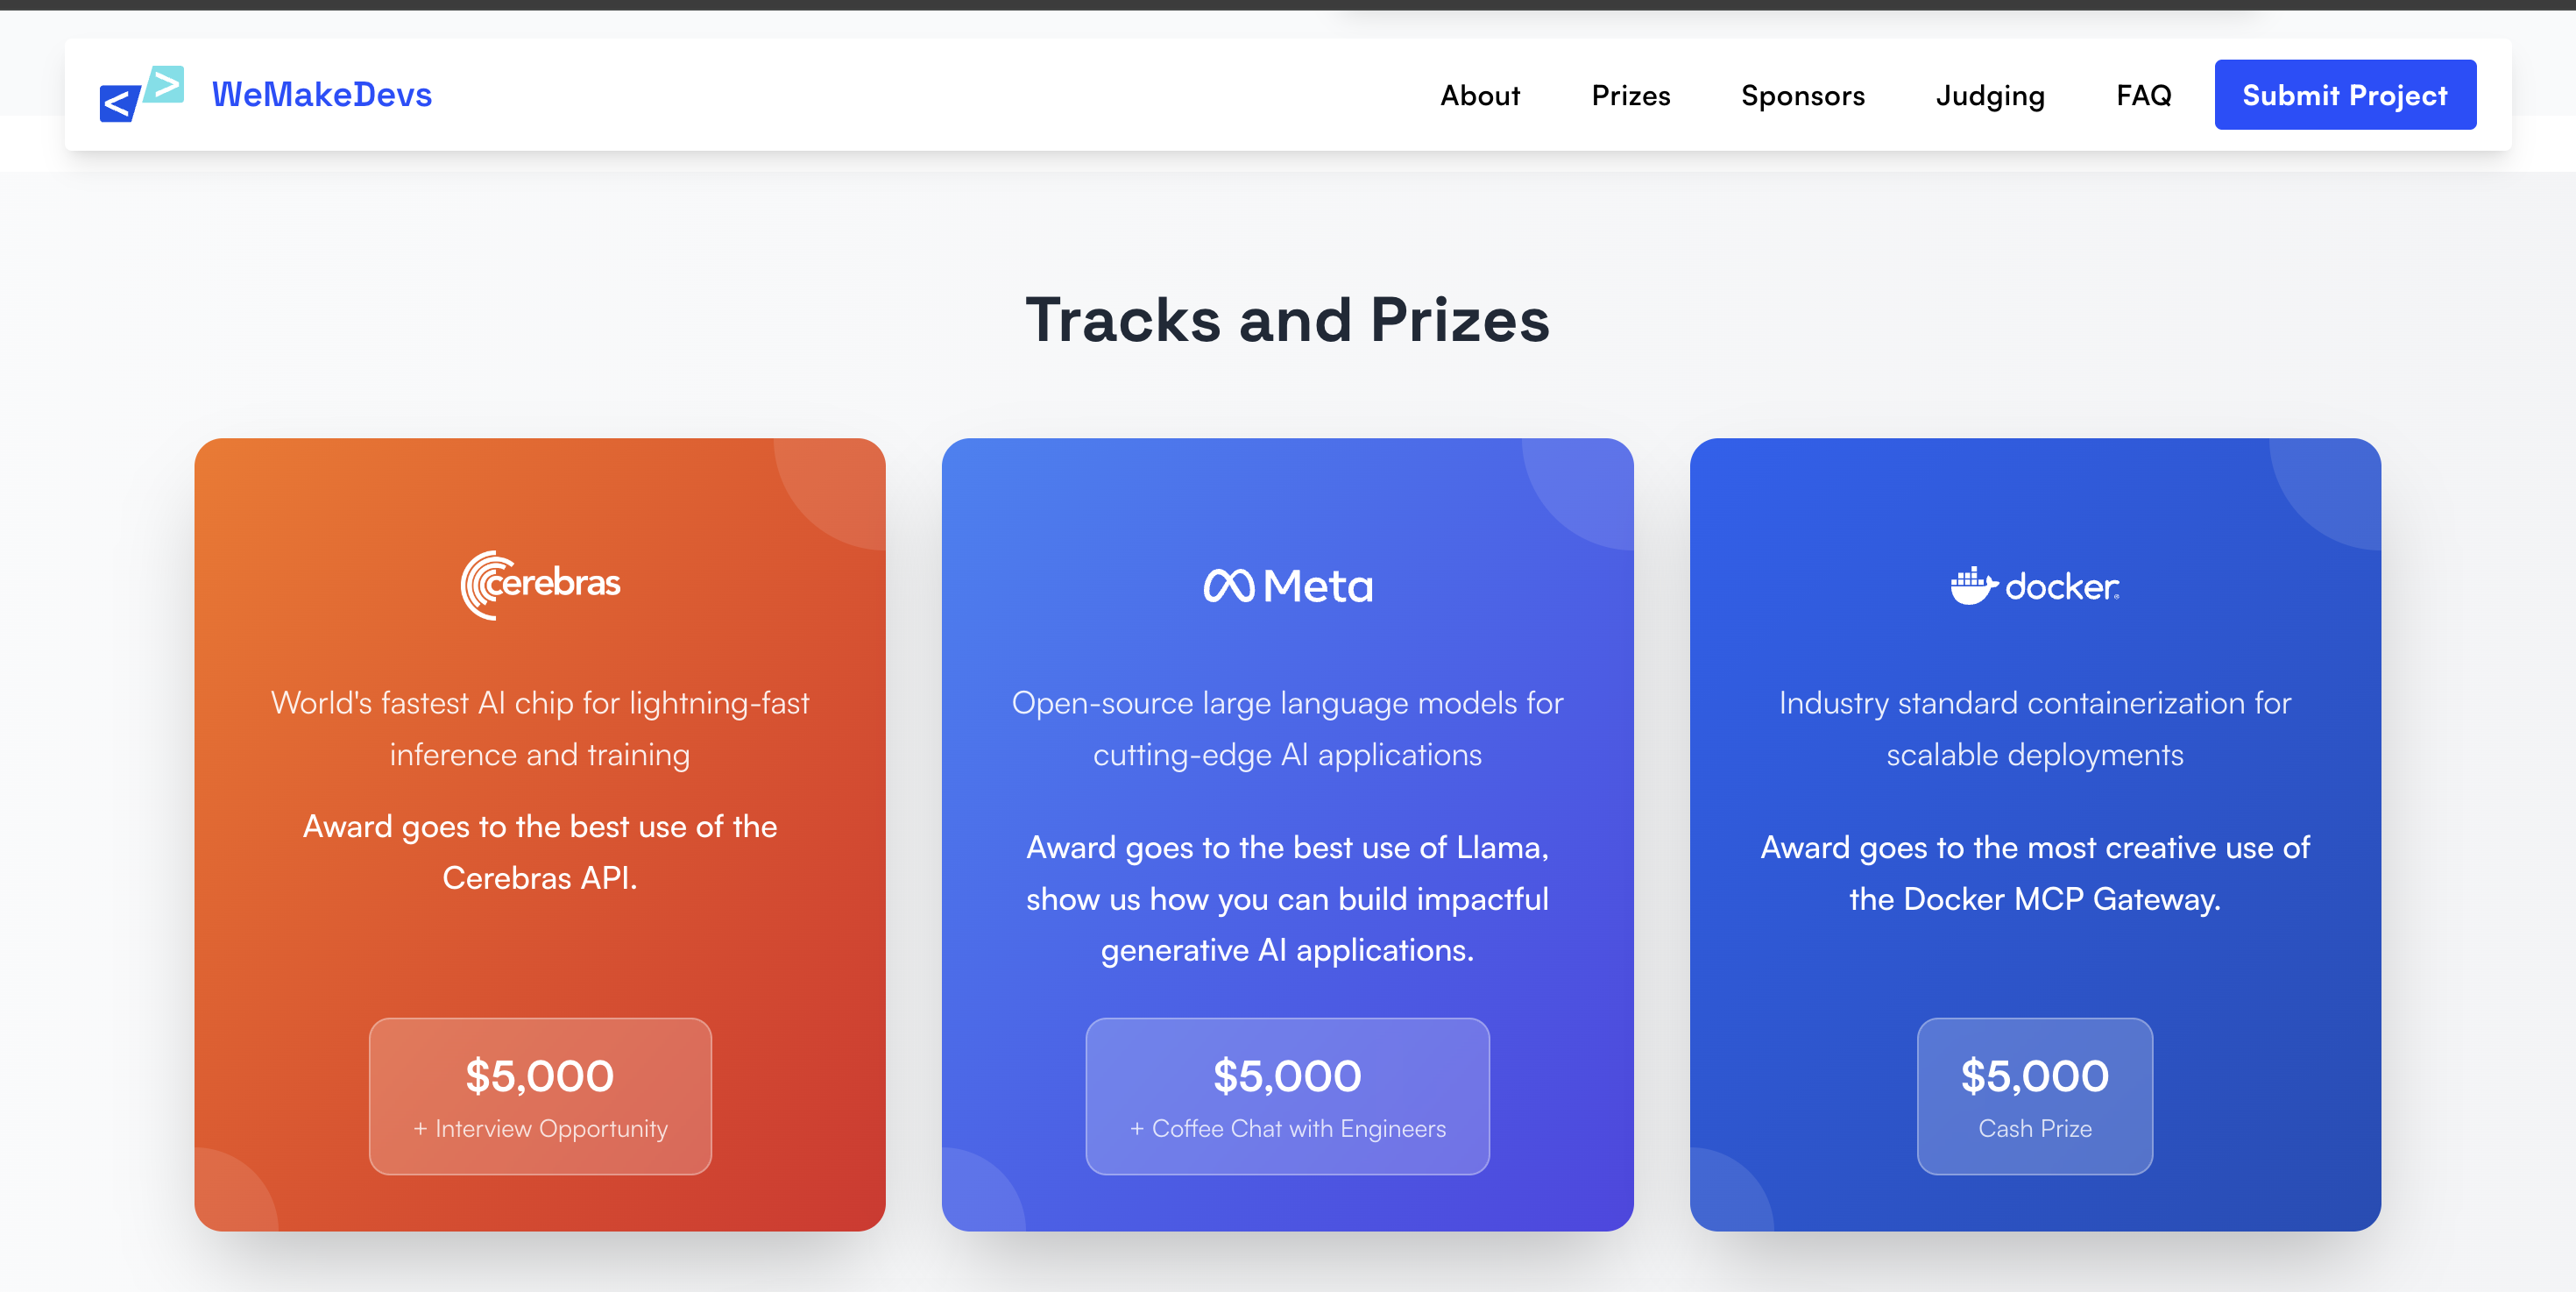 < > WeMakeDevs
About
Prizes
Sponsors
Judging
FAQ
Submit Project
Tracks and Prizes
cerebras
World's fastest AI chip for lightning-fast
inference and training
Award goes to the best use of the
Cerebras API.
$5,000
+ Interview Opportunity
Meta
Open-source large language models for
cutting-edge AI applications
Award goes to the best use of Llama,
show us how you can build impactful
generative AI applications.
$5,000
+ Coffee Chat with Engineers
docker®
Industry standard containerization for
scalable deployments
Award goes to the most creative use of
the Docker MCP Gateway.
$5,000
Cash Prize